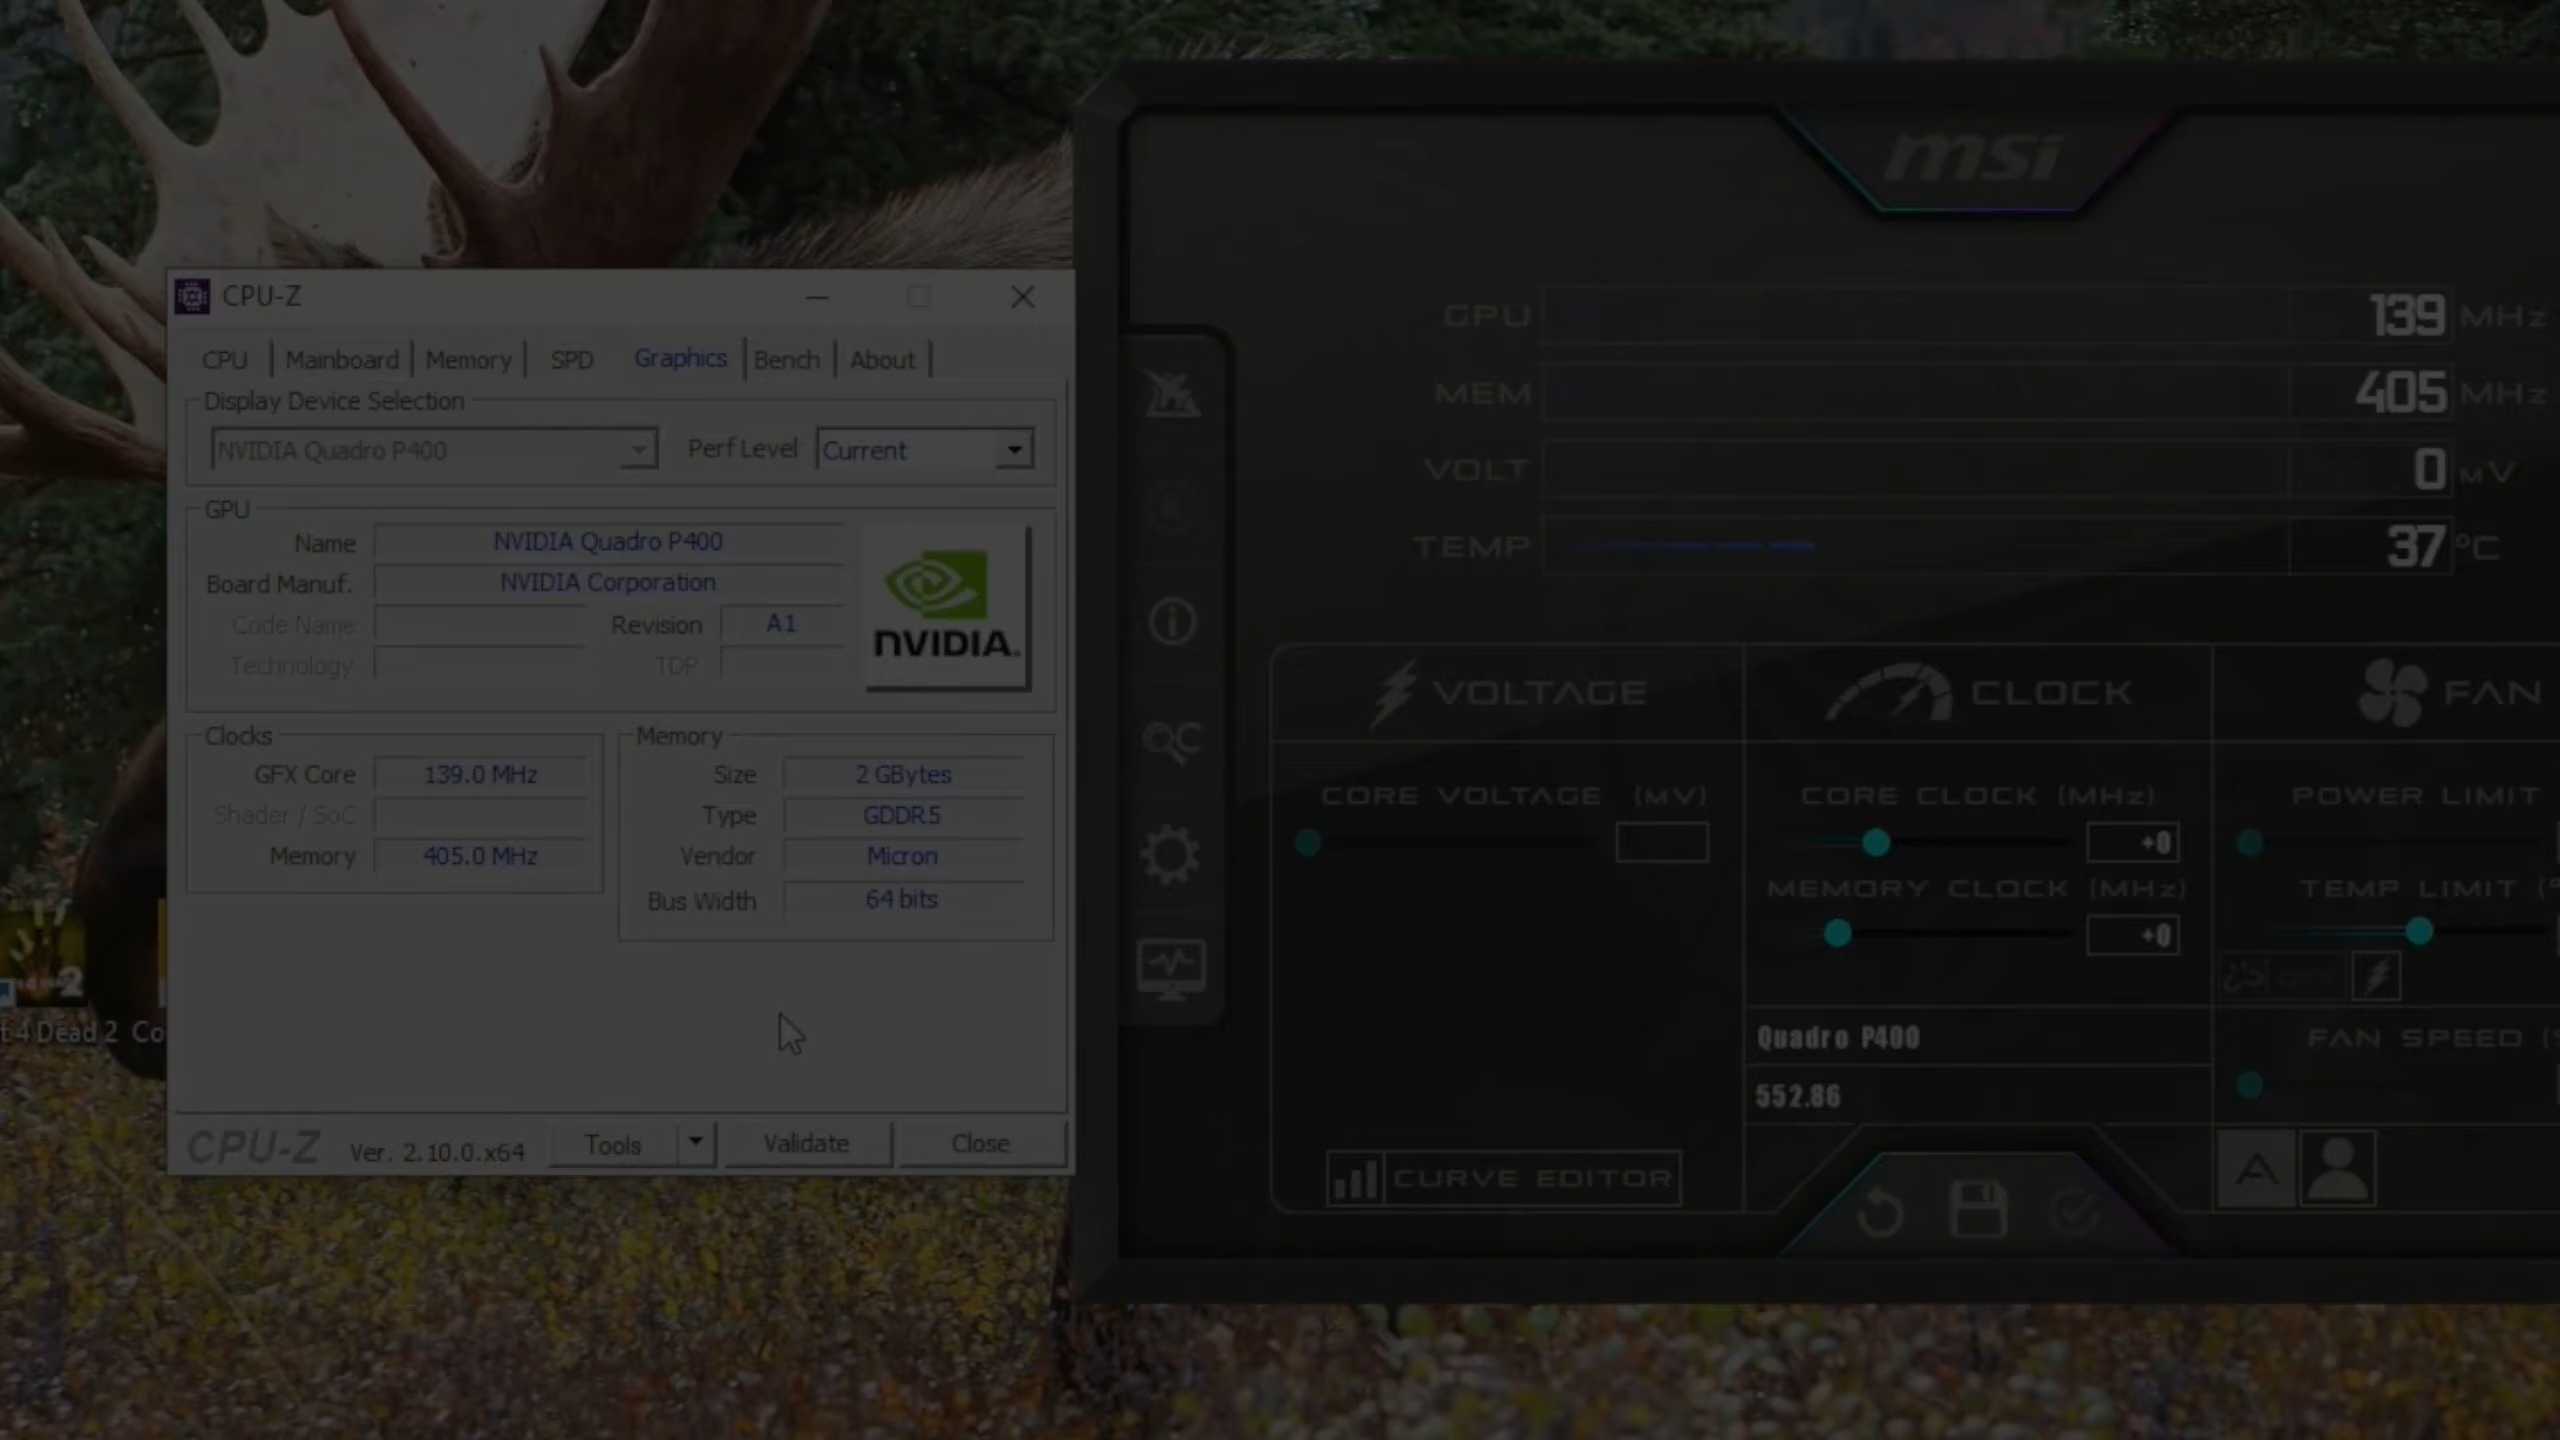 CPU-Z
CPU Mainboard Memory SPD Graphics Bench About
Display Device Selection
NVIDIA Quadro P400 Perf Level Current
GPU
Name NVIDIA Quadro P400
Board Manuf. NVIDIA Corporation
Code Name Revision A1
Technology TDP
NVIDIA.
Clocks
GFX Core 139.0 MHz
Shader / SoC
Memory 405.0 MHz
Memory
Size 2 GBytes
Type GDDR5
Vendor Micron
Bus Width 64 bits
CPU-Z Ver. 2.10.0.x64 Tools Validate Close
2
t 4 Dead 2 Co
msi
GPU 139 MHz
MEM 405 MHz
VOLT 0 MV
TEMP 37 °C
VOLTAGE
CORE VOLTAGE (MV)
CURVE EDITOR
CLOCK
CORE CLOCK (MHz)
+0
MEMORY CLOCK (MHz)
+0
Quadro P400
552.86
FAN
POWER LIMIT
TEMP LIMIT (°
FAN SPEED (
A